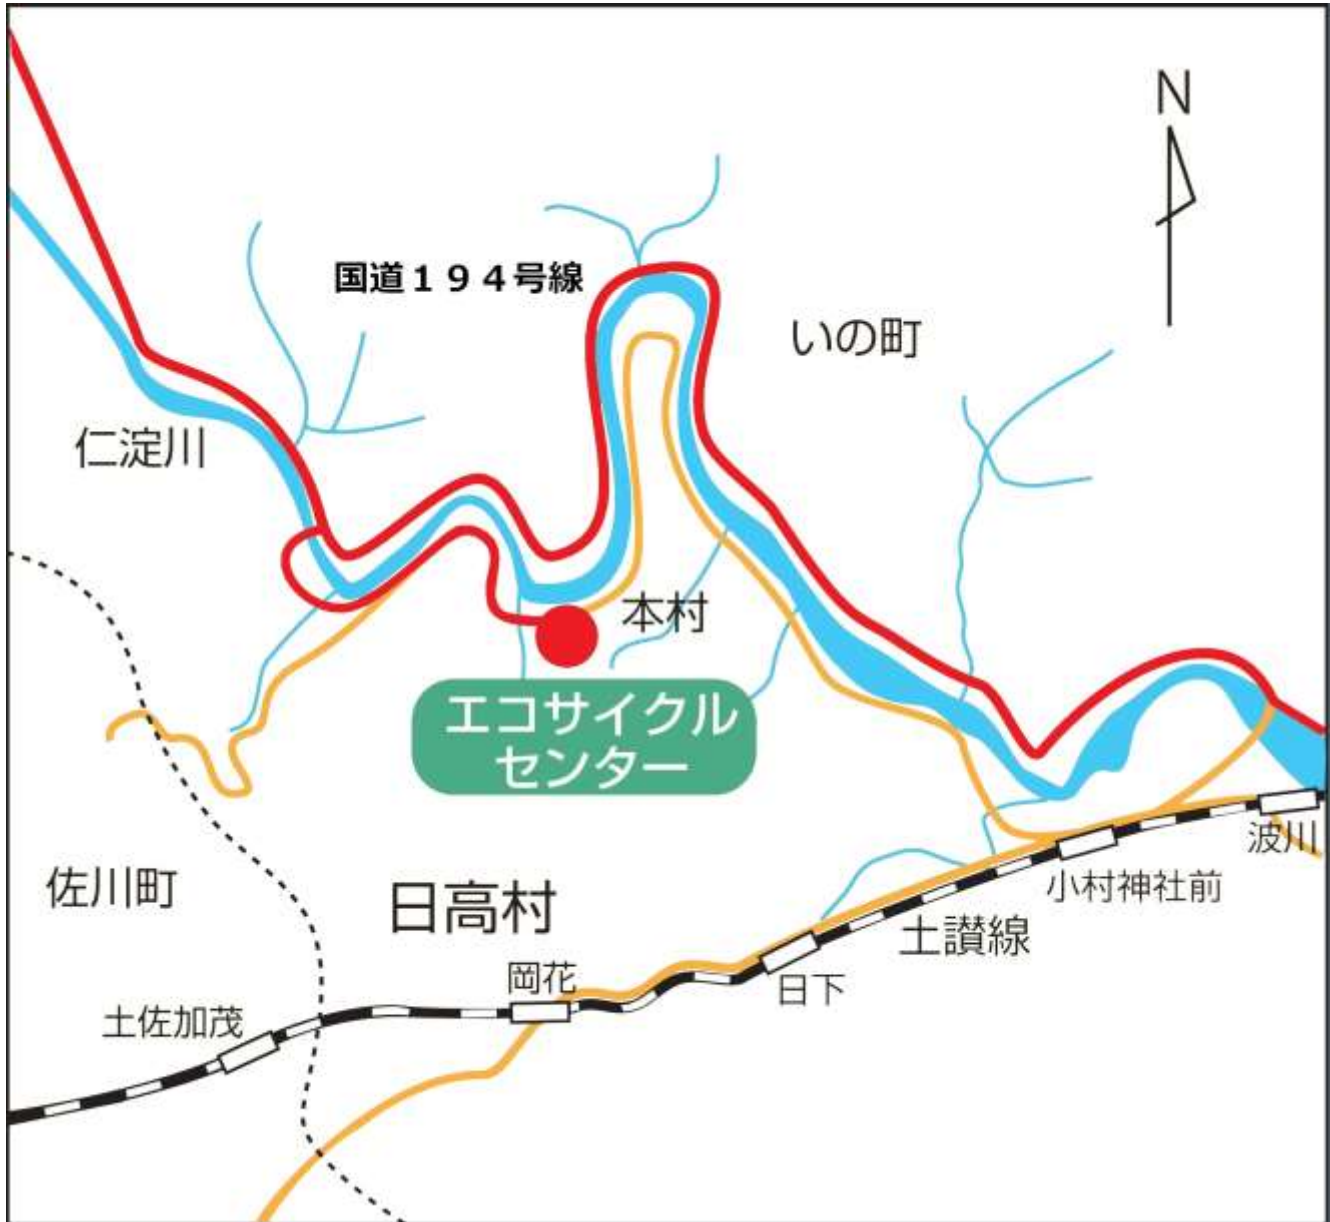 N
国道１９４号線
いの町
仁淀川
本村
エコサイクル
センター
波川
佐川町
日高村
小村神社前
土讃線
岡花
日下
土佐加茂